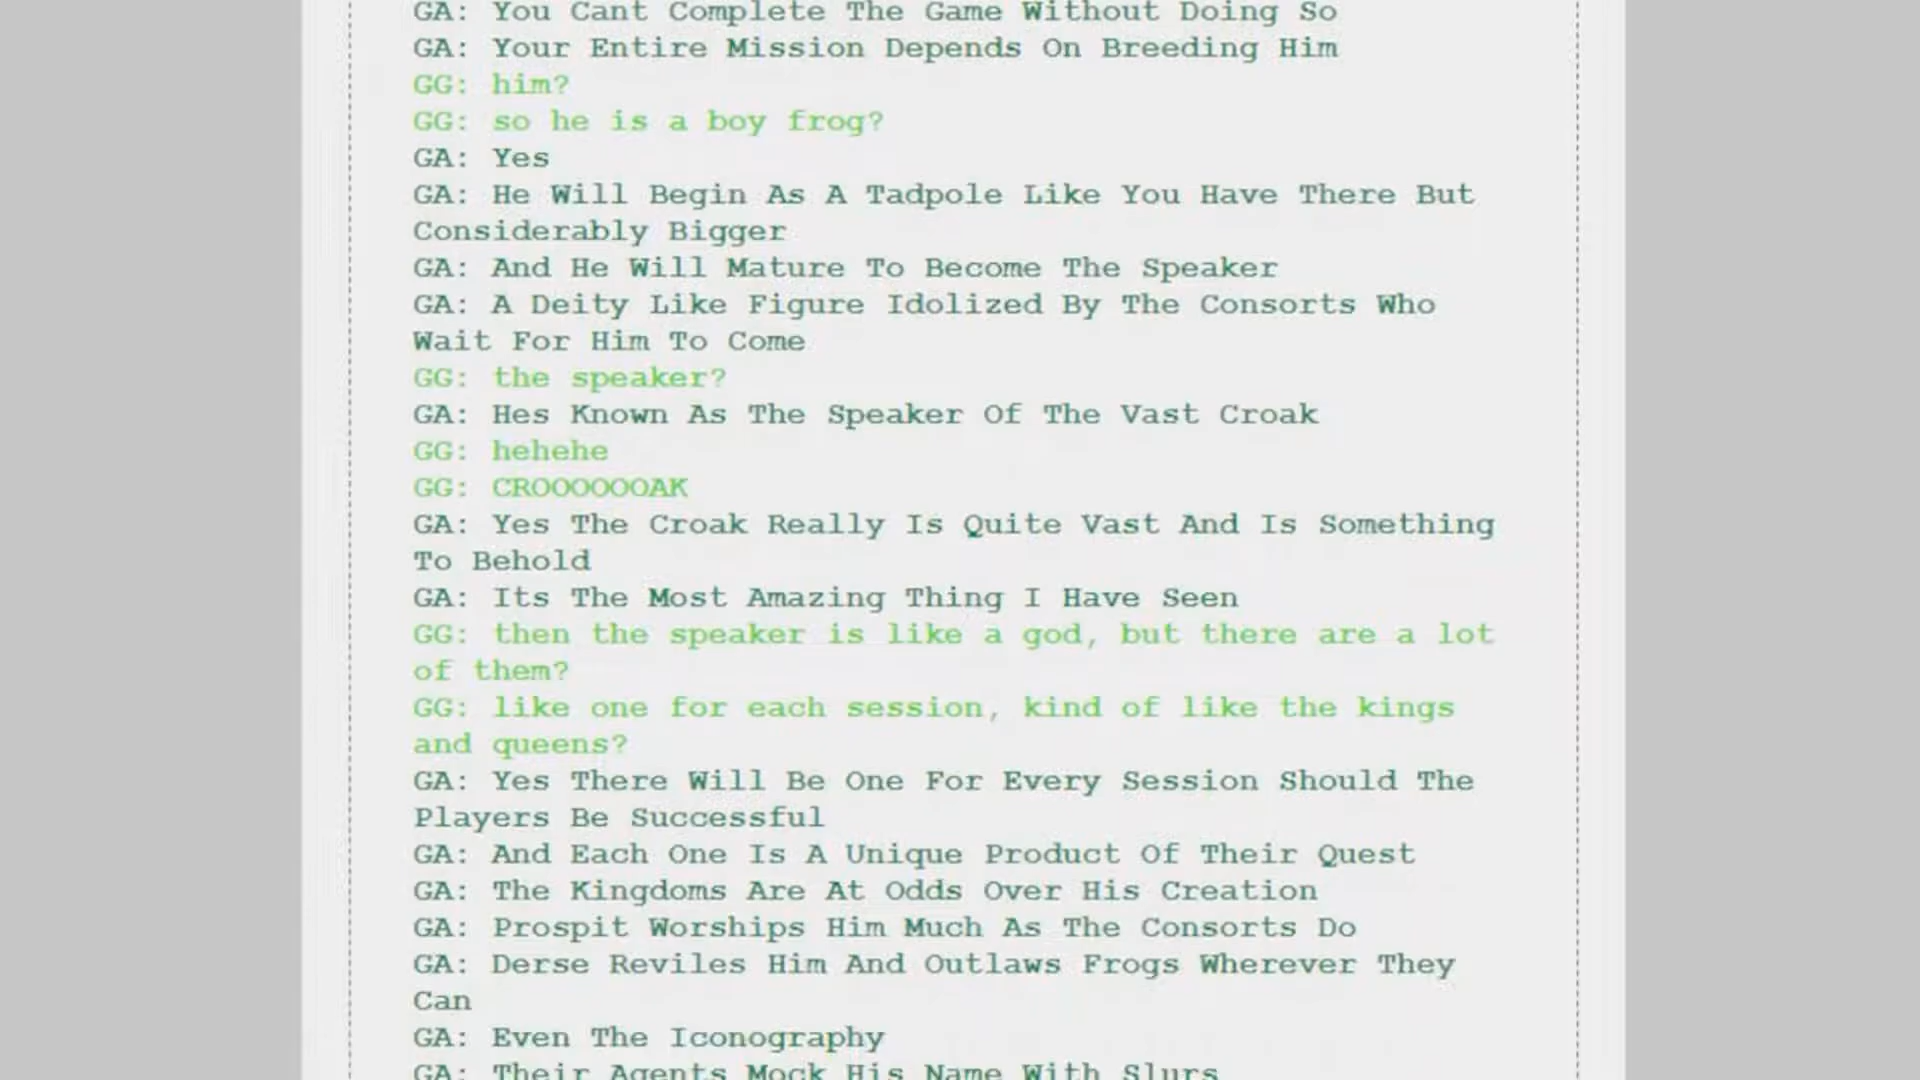 GA: You Cant Complete The Game Without Doing So
GA: Your Entire Mission Depends On Breeding Him
GG: him?
GG: so he is a boy frog?
GA: Yes
GA: He Will Begin As A Tadpole Like You Have There But
Considerably Bigger
GA: And He Will Mature To Become The Speaker
GA: A Deity Like Figure Idolized By The Consorts Who
Wait For Him To Come
GG: the speaker?
GA: Hes Known As The Speaker Of The Vast Croak
GG: hehehe
GG: CROOOOOOAK
GA: Yes The Croak Really Is Quite Vast And Is Something
To Behold
GA: Its The Most Amazing Thing I Have Seen
GG: then the speaker is like a god, but there are a lot
of them?
GG: like one for each session, kind of like the kings
and queens?
GA: Yes There Will Be One For Every Session Should The
Players Be Successful
GA: And Each One Is A Unique Product Of Their Quest
GA: The Kingdoms Are At Odds Over His Creation
GA: Prospit Worships Him Much As The Consorts Do
GA: Derse Reviles Him And Outlaws Frogs Wherever They
Can
GA: Even The Iconography
GA: Their Agents Mock His Name With Slurs